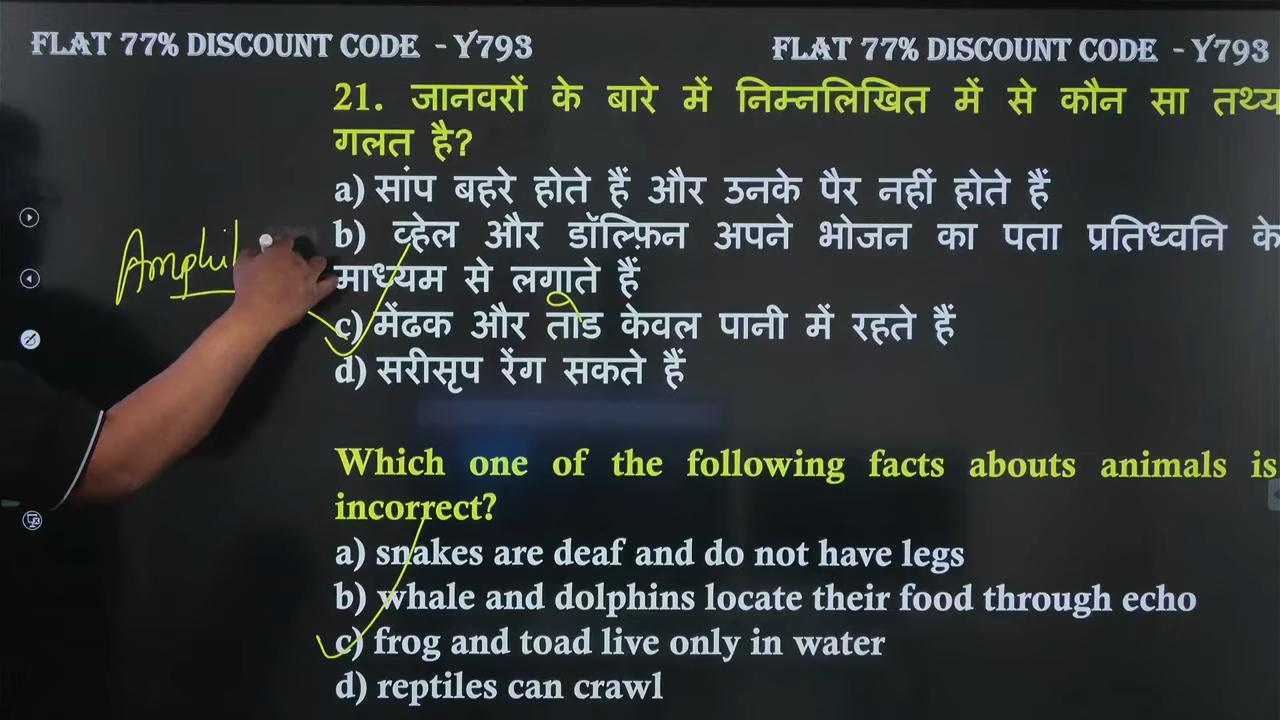 FLAT 77% DISCOUNT CODE - Y793
FLAT 77% DISCOUNT CODE - Y793
21. जानवरों के बारे में निम्नलिखित में से कौन सा तथ्य
गलत है?
a) सांप बहरे होते हैं और उनके पैर नहीं होते हैं
b) व्हेल और डॉल्फ़िन अपने भोजन का पता प्रतिध्वनि के
माध्यम से लगाते हैं
c) मेंढक और तोड केवल पानी में रहते हैं
d) सरीसृप रेंग सकते हैं
Which one of the following facts abouts animals is
incorrect?
a) snakes are deaf and do not have legs
b) whale and dolphins locate their food through echo
c) frog and toad live only in water
d) reptiles can crawl